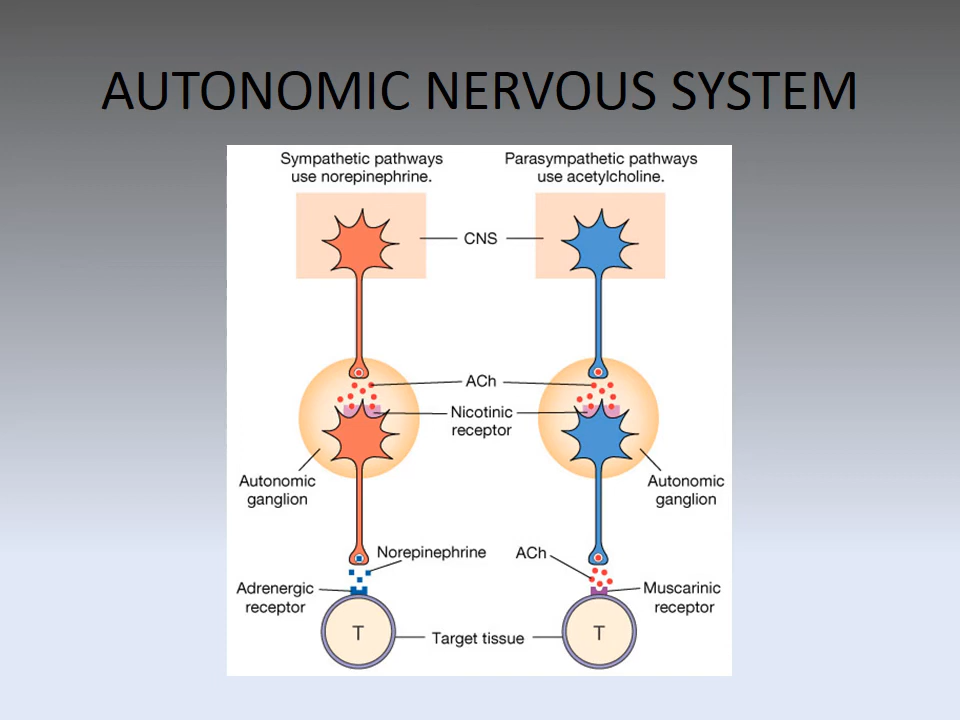 AUTONOMIC NERVOUS SYSTEM
Sympathetic pathways
use norepinephrine.
Parasympathetic pathways
use acetylcholine.
CNS
ACh
Nicotinic
receptor
Autonomic
ganglion
Autonomic
ganglion
Norepinephrine
ACh
Adrenergic
receptor
Muscarinic
receptor
T
Target tissue
T